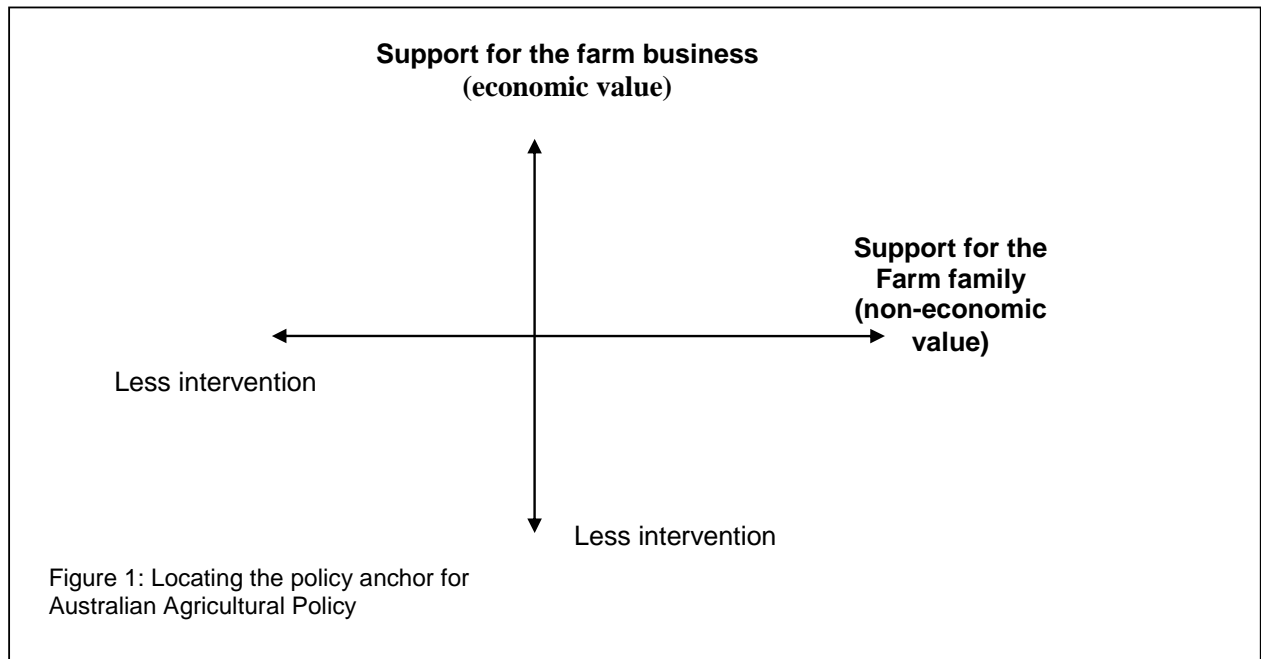 Support for the farm business
(economic value)
Support for the
Farm family
(non-economic
value)
Less intervention
Less intervention
Figure 1: Locating the policy anchor for
Australian Agricultural Policy